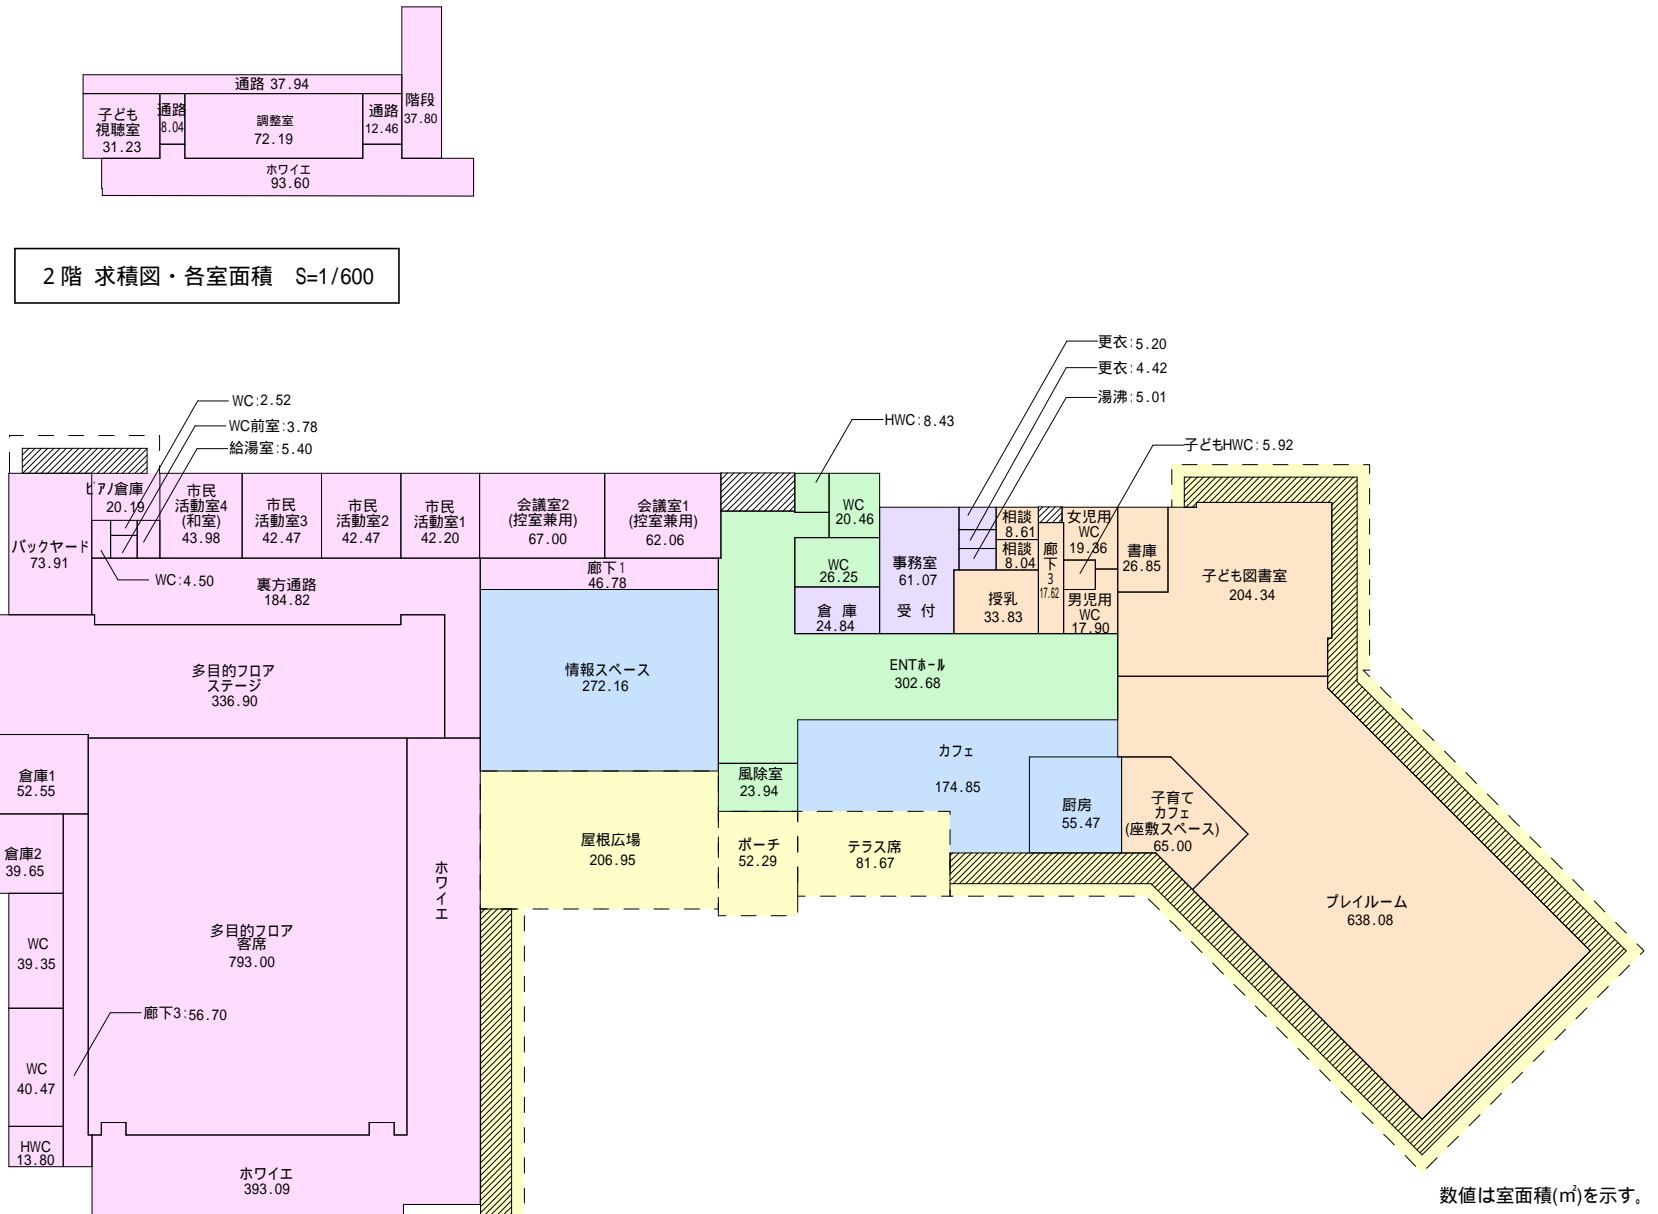 通路 37.94
子ども
視聴室
31.23
通路
8.04
調整室
72.19
通路
12.46
階段
37.80
ホワイエ
93.60
2階 求積図・各室面積 S=1/600
更衣:5.20
更衣:4.42
湯沸:5.01
WC:2.52
WC前室:3.78
給湯室:5.40
HWC:8.43
子どもHWC:5.92
ピアノ倉庫
20.19
市民
活動室4
(和室)
43.98
市民
活動室3
42.47
市民
活動室2
42.47
市民
活動室1
42.20
会議室2
(控室兼用)
67.00
会議室1
(控室兼用)
62.06
WC
20.46
相談
8.61
相談
8.04
廊
下
3
17.62
女児用
WC
19.36
書庫
26.85
子ども図書室
204.34
バックヤード
73.91
WC:4.50
裏方通路
184.82
廊下1
46.78
WC
26.25
事務室
61.07
受 付
倉 庫
24.84
授乳
33.83
男児用
WC
17.90
多目的フロア
ステージ
336.90
情報スペース
272.16
ENTホール
302.68
倉庫1
52.55
風除室
23.94
カフェ
174.85
厨房
55.47
子育て
カフェ
(座敷スペース)
65.00
倉庫2
39.65
ホ
ワ
イ
エ
屋根広場
206.95
ポーチ
52.29
テラス席
81.67
プレイルーム
638.08
WC
39.35
多目的フロア
客席
793.00
廊下3:56.70
WC
40.47
HWC
13.80
ホワイエ
393.09
数値は室面積(㎡)を示す。